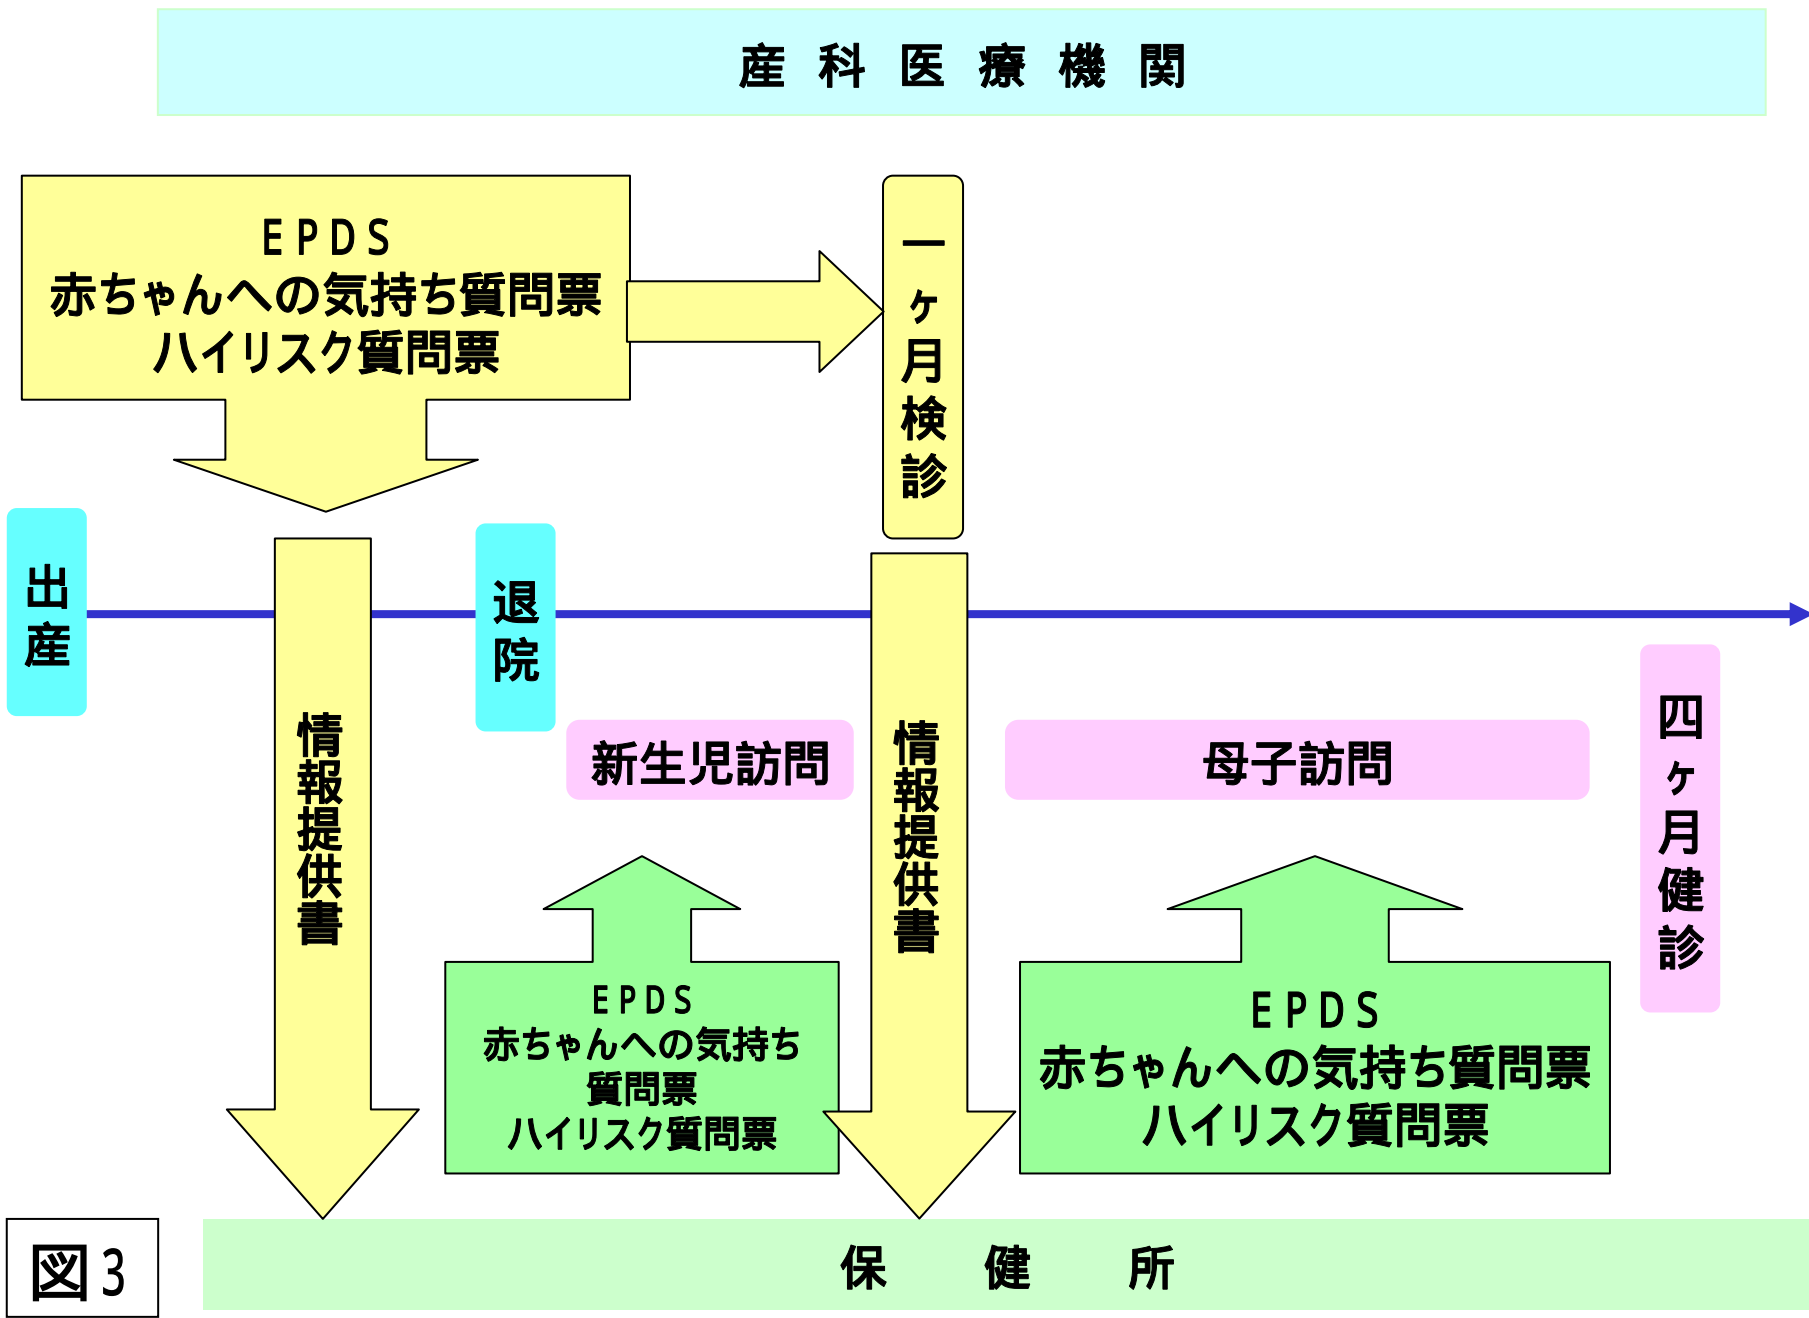 産科医療機関
EPDS
赤ちゃんへの気持ち質問票
ハイリスク質問票
一ヶ月検診
出産
退院
情報提供書
新生児訪問
情報提供書
母子訪問
四ヶ月健診
EPDS
赤ちゃんへの気持ち
質問票
ハイリスク質問票
EPDS
赤ちゃんへの気持ち質問票
ハイリスク質問票
図3
保健所